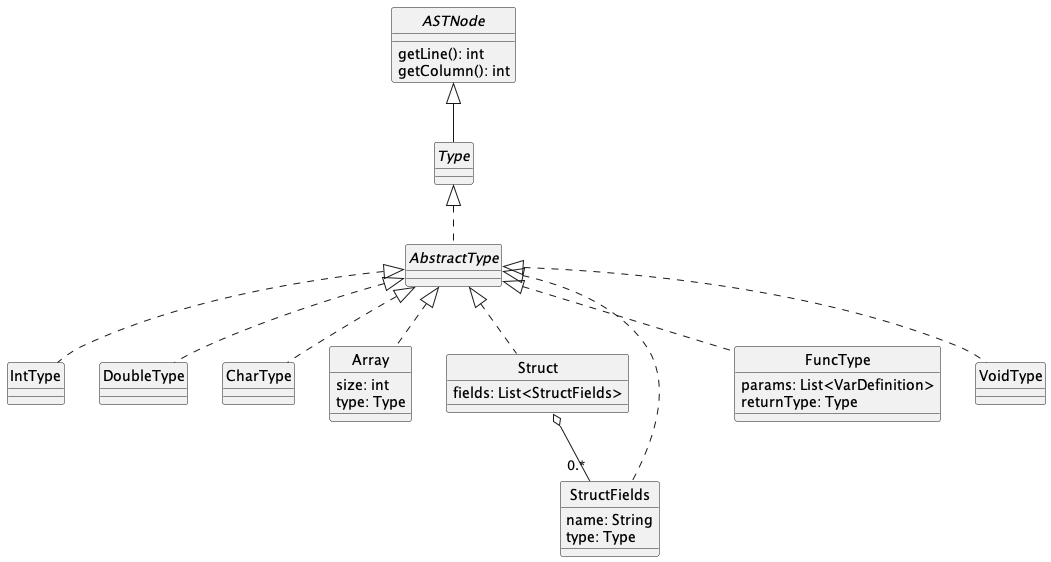 ASTNode
getLine(): int
getColumn(): int
Type
AbstractType
IntType
DoubleType
CharType
Array
size: int
type: Type
Struct
fields: List<StructFields>
FuncType
params: List<VarDefinition>
returnType: Type
VoidType
0.*
StructFields
name: String
type: Type